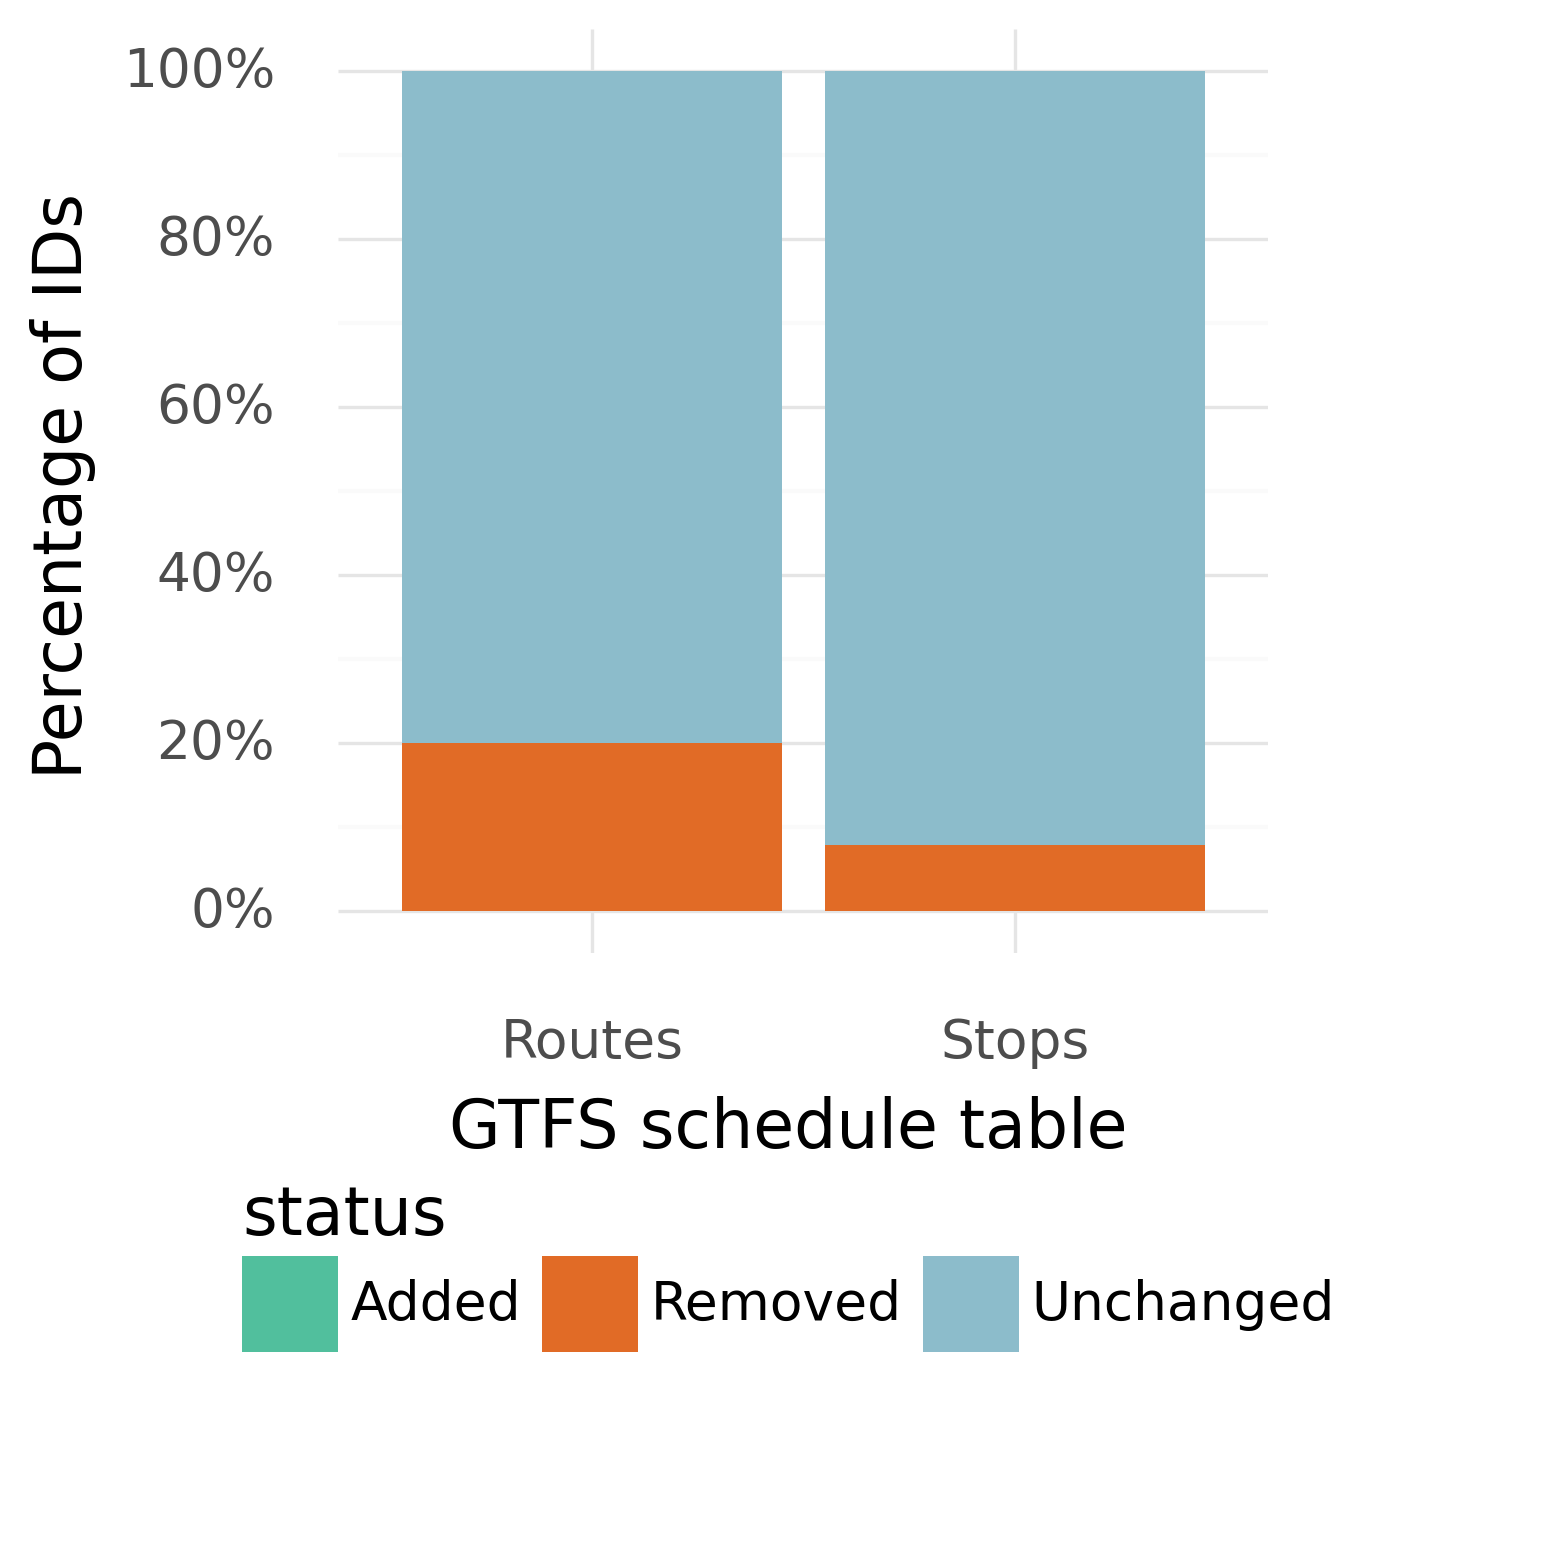 Percentage of IDs
100%
80%
60%
40%
20%
0%
Routes Stops
GTFS schedule table
status
Added Removed Unchanged